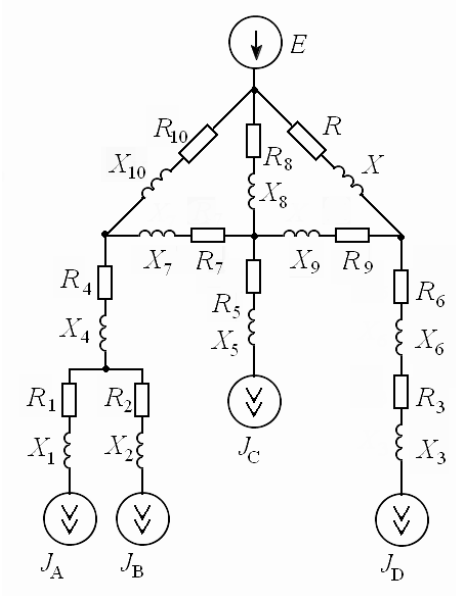 E
R10 R
R8
X10 X
X8
X7 R7 X9 R9
R4 R6
R5
X4 X5 X6
R1 R2 R3
X1 X2 JC X3
JA JB JD